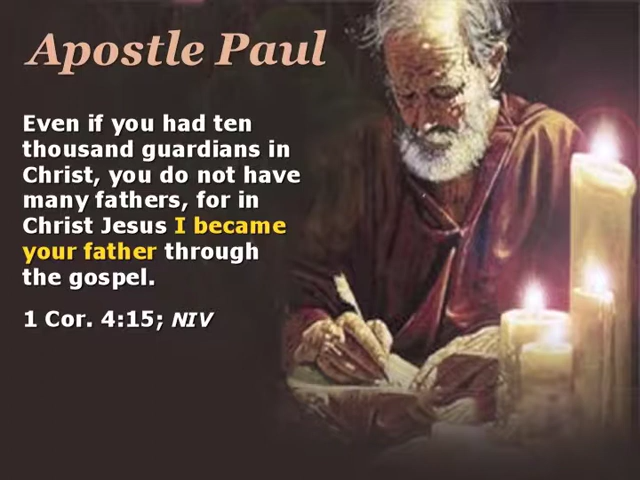 Apostle Paul
Even if you had ten
thousand guardians in
Christ, you do not have
many fathers, for in
Christ Jesus I became
your father through
the gospel.
1 Cor. 4:15; NIV